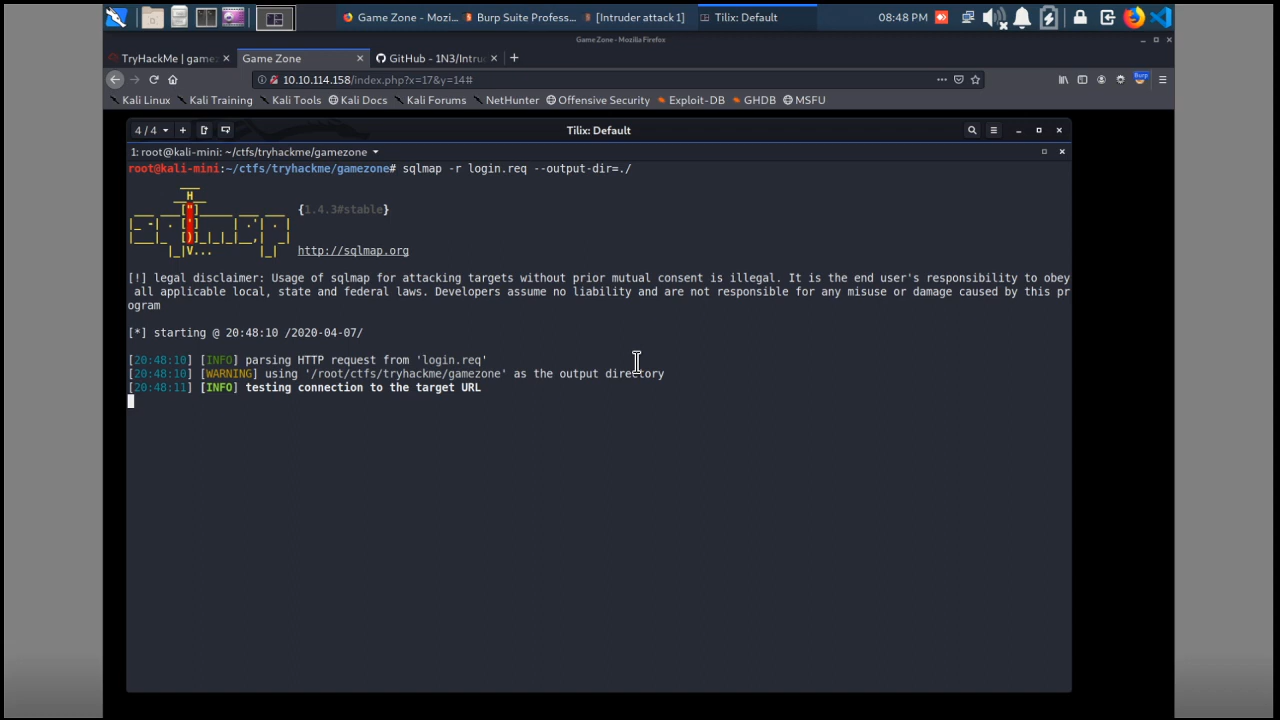 Game Zone - Mozi... Burp Suite Profess... [Intruder attack 1] Tilix: Default 08:48 PM
Game Zone - Mozilla Firefox
TryHackMe | game Game Zone GitHub - 1N3/Intru
10.10.114.158/index.php?x=17&y=14#
Kali Linux Kali Training Kali Tools Kali Docs Kali Forums NetHunter Offensive Security Exploit-DB GHDB MSFU
4 / 4 Tilix: Default
1: root@kali-mini: ~/ctfs/tryhackme/gamezone
root@kali-mini:~/ctfs/tryhackme/gamezone# sqlmap -r login.req --output-dir=./
{1.4.3#stable}
http://sqlmap.org
[!] legal disclaimer: Usage of sqlmap for attacking targets without prior mutual consent is illegal. It is the end user's responsibility to obey
all applicable local, state and federal laws. Developers assume no liability and are not responsible for any misuse or damage caused by this pr
ogram
[*] starting @ 20:48:10 /2020-04-07/
[20:48:10] [INFO] parsing HTTP request from 'login.req'
[20:48:10] [WARNING] using '/root/ctfs/tryhackme/gamezone' as the output directory
[20:48:11] [INFO] testing connection to the target URL